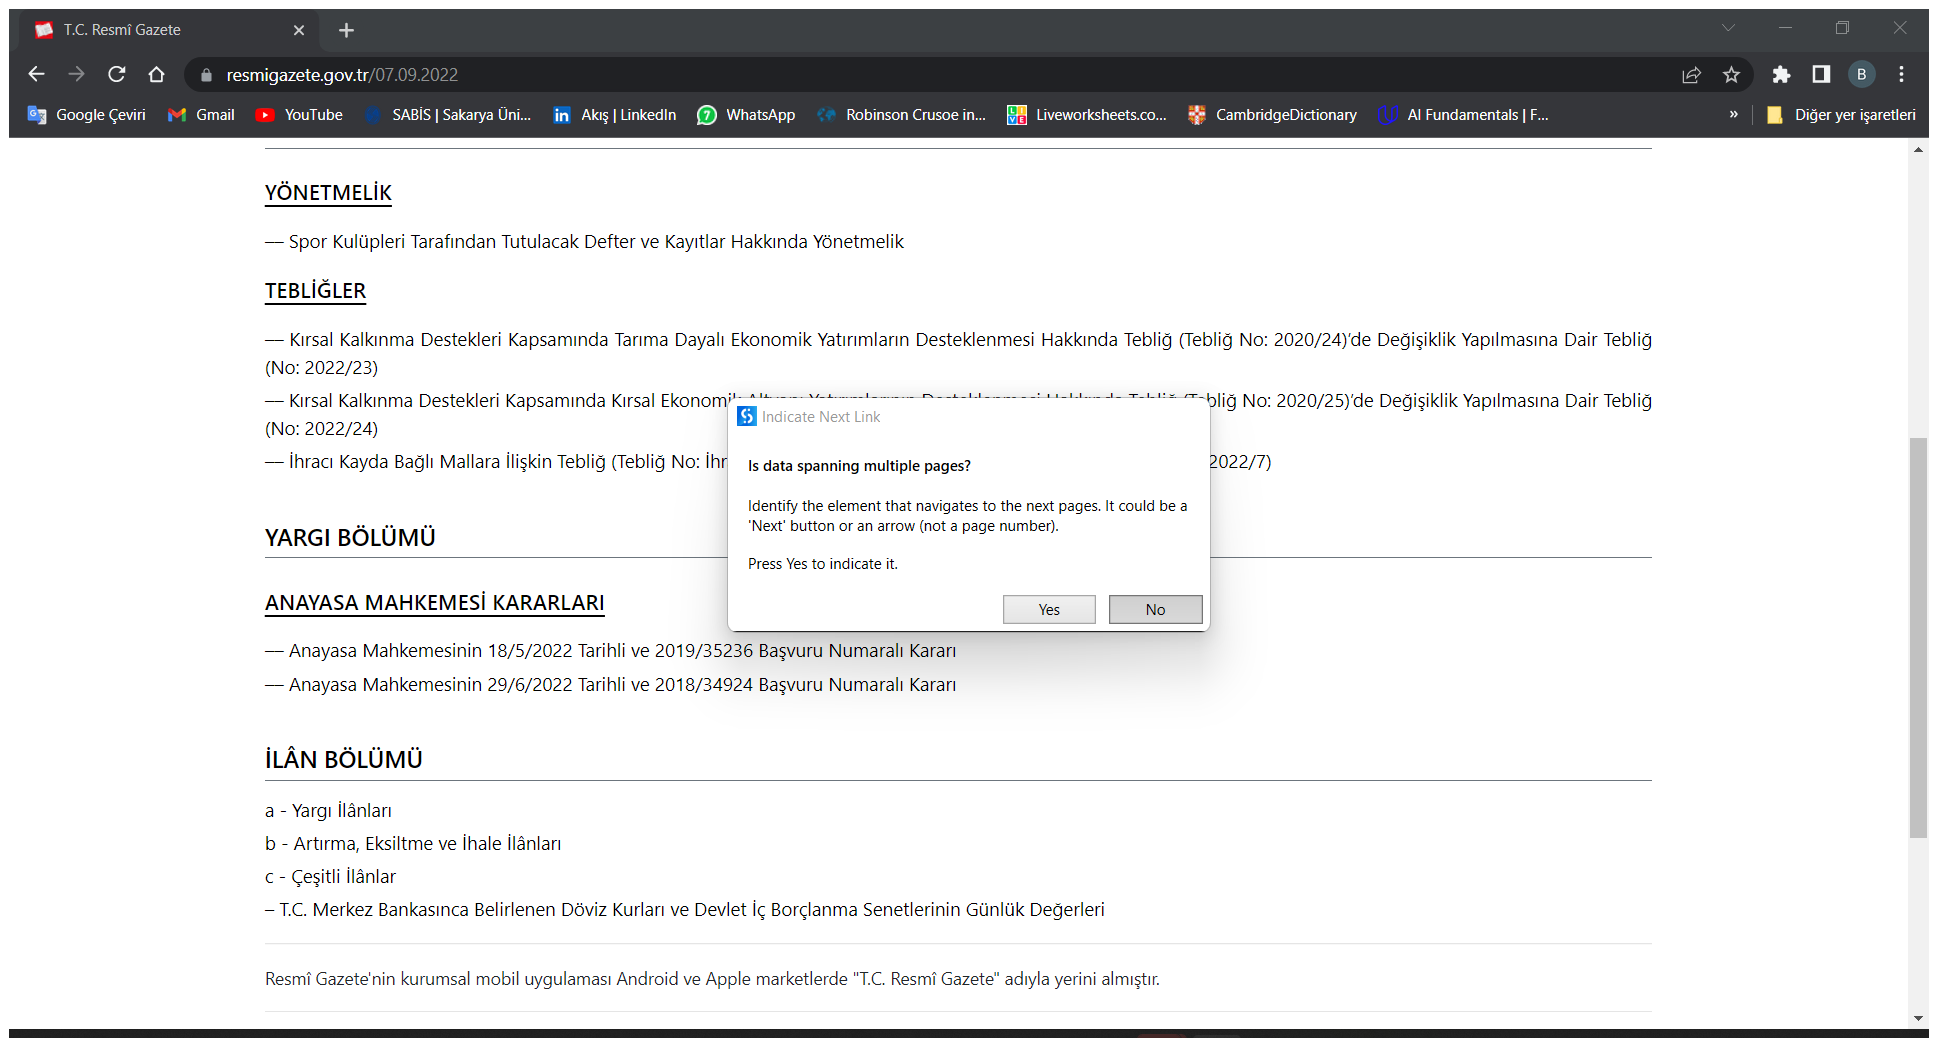 T.C. Resmî Gazete
resmigazete.gov.tr/07.09.2022
B
Google Çeviri
Gmail
YouTube
SABİS | Sakarya Üni...
Akış | LinkedIn
WhatsApp
Robinson Crusoe in...
Liveworksheets.co...
CambridgeDictionary
AI Fundamentals | F...
»
Diğer yer işaretleri
YÖNETMELİK
–– Spor Kulüpleri Tarafından Tutulacak Defter ve Kayıtlar Hakkında Yönetmelik
TEBLİĞLER
–– Kırsal Kalkınma Destekleri Kapsamında Tarıma Dayalı Ekonomik Yatırımların Desteklenmesi Hakkında Tebliğ (Tebliğ No: 2020/24)'de Değişiklik Yapılmasına Dair Tebliğ
(No: 2022/23)
–– Kırsal Kalkınma Destekleri Kapsamında Kırsal Ekonomik Altyapı Yatırımlarının Desteklenmesi Hakkında Tebliğ (Tebliğ No: 2020/25)'de Değişiklik Yapılmasına Dair Tebliğ
(No: 2022/24)
–– İhracı Kayda Bağlı Mallara İlişkin Tebliğ (Tebliğ No: İhr 2022/7)
Indicate Next Link
Is data spanning multiple pages?
Identify the element that navigates to the next pages. It could be a
'Next' button or an arrow (not a page number).
Press Yes to indicate it.
Yes
No
YARGI BÖLÜMÜ
ANAYASA MAHKEMESİ KARARLARI
–– Anayasa Mahkemesinin 18/5/2022 Tarihli ve 2019/35236 Başvuru Numaralı Kararı
–– Anayasa Mahkemesinin 29/6/2022 Tarihli ve 2018/34924 Başvuru Numaralı Kararı
İLÂN BÖLÜMÜ
a - Yargı İlânları
b - Artırma, Eksiltme ve İhale İlânları
c - Çeşitli İlânlar
– T.C. Merkez Bankasınca Belirlenen Döviz Kurları ve Devlet İç Borçlanma Senetlerinin Günlük Değerleri
Resmî Gazete'nin kurumsal mobil uygulaması Android ve Apple marketlerde "T.C. Resmî Gazete" adıyla yerini almıştır.